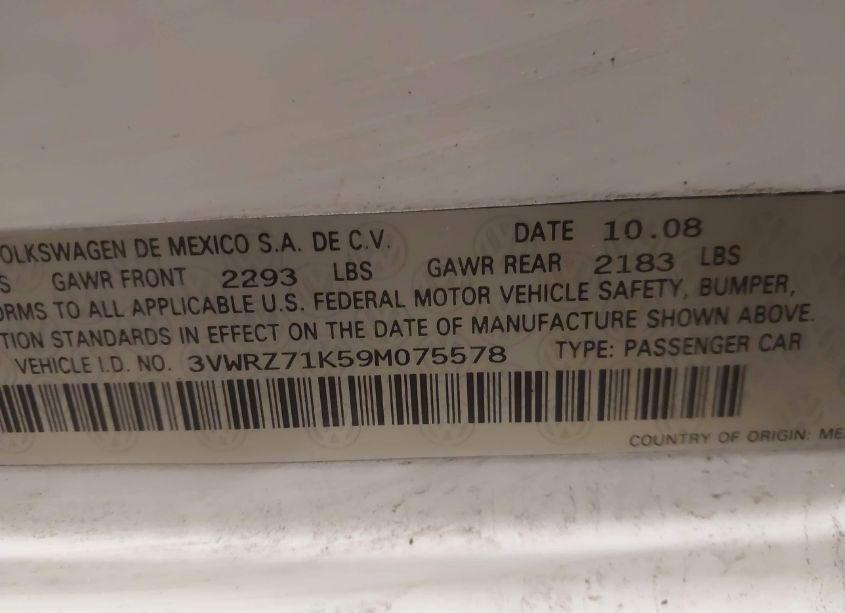 OLKSWAGEN DE MEXICO S.A. DE C.V. DATE 10.08
S GAWR FRONT 2293 LBS GAWR REAR 2183 LBS
ORMS TO ALL APPLICABLE U.S. FEDERAL MOTOR VEHICLE SAFETY, BUMPER,
TION STANDARDS IN EFFECT ON THE DATE OF MANUFACTURE SHOWN ABOVE.
VEHICLE I.D. NO. 3VWRZ71K59M075578 TYPE: PASSENGER CAR
COUNTRY OF ORIGIN: ME